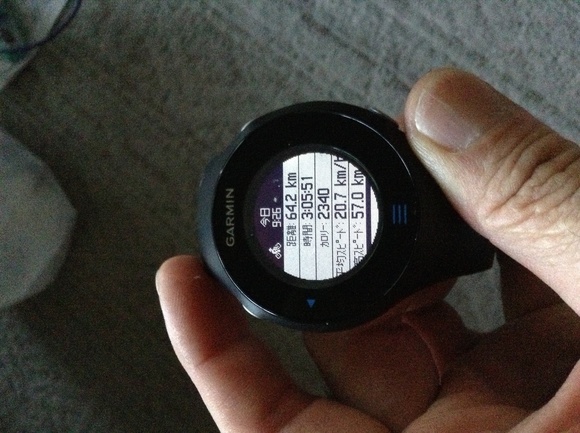 GARMIN
今日
9:26
距離: 64.2 km
時間: 3:05:51
カロリー: 2340
平均スピード: 20.7 km/
高スピード: 57.0 km/